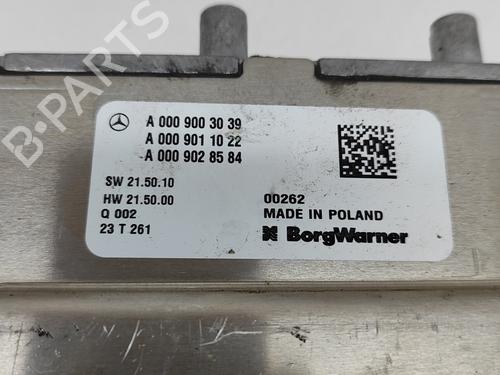 B-PARTS
A 000 900 30 39
A 000 901 10 22
A 000 902 85 84
SW 21.50.10
HW 21.50.00
Q 002
23 T 261
00262
MADE IN POLAND
BorgWarner